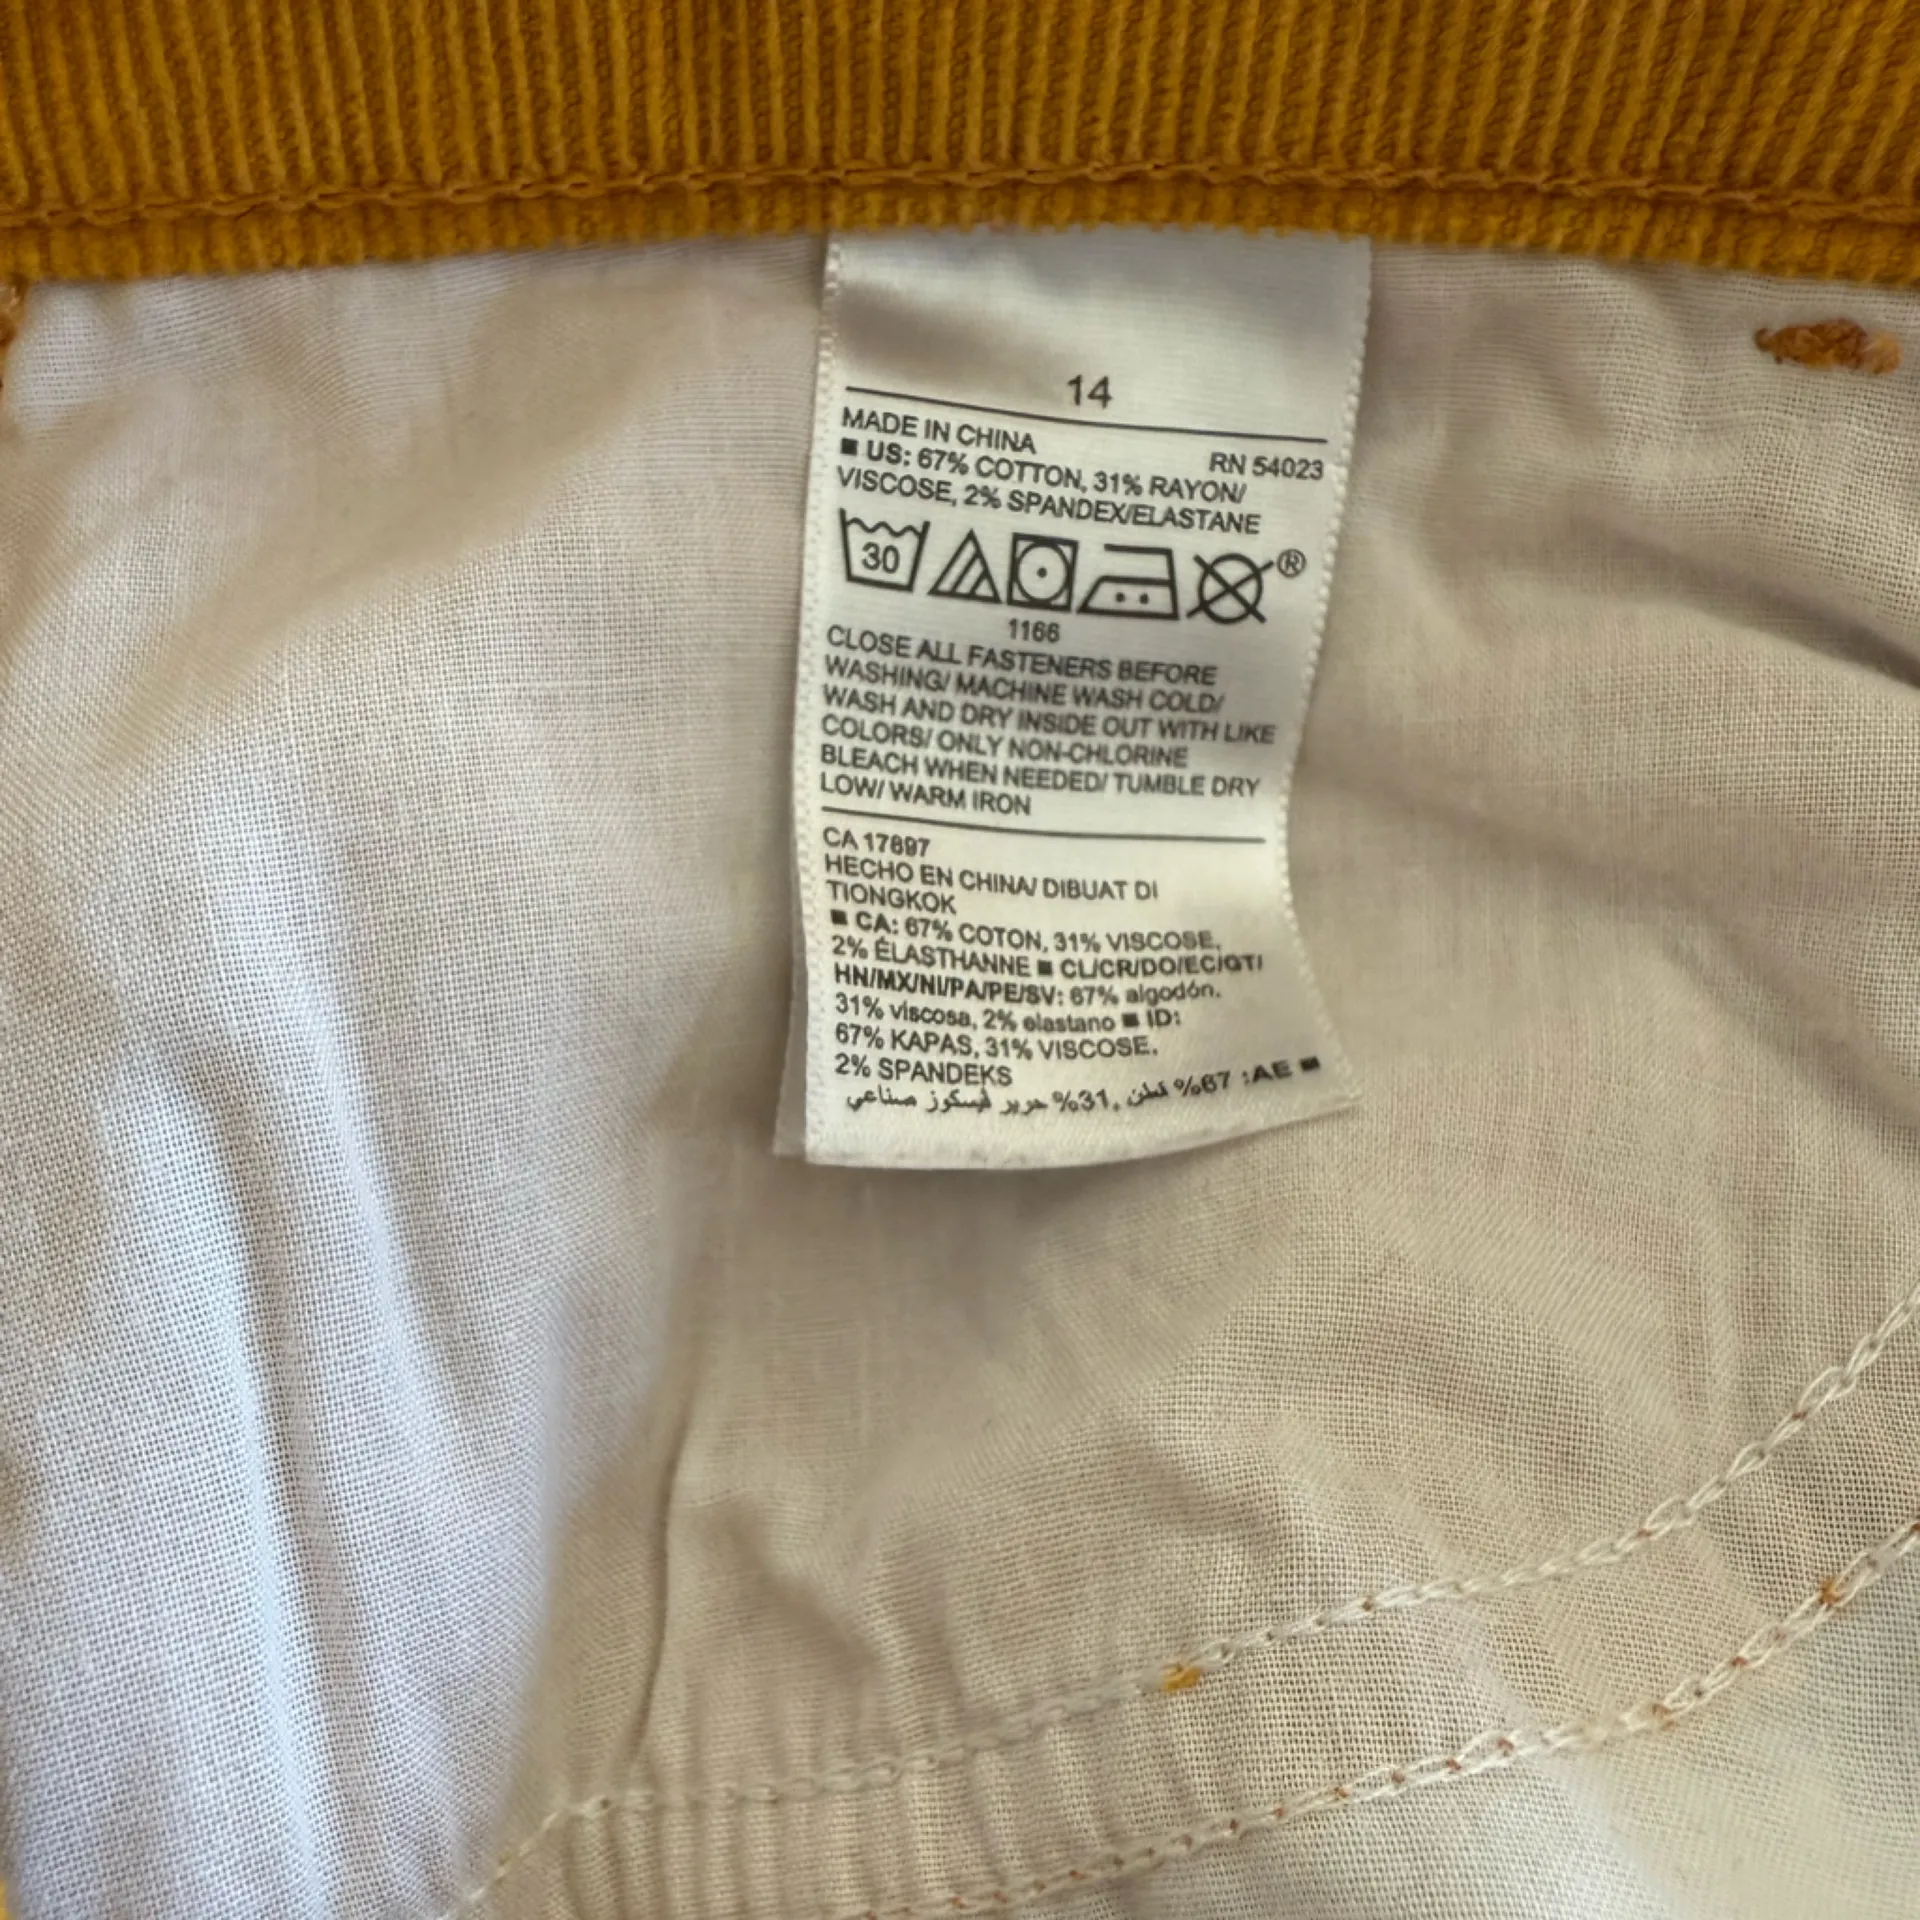 14
MADE IN CHINA RN 54023
■ US: 67% COTTON, 31% RAYON/
VISCOSE, 2% SPANDEX/ELASTANE
30
®
1166
CLOSE ALL FASTENERS BEFORE
WASHING/ MACHINE WASH COLD/
WASH AND DRY INSIDE OUT WITH LIKE
COLORS/ ONLY NON-CHLORINE
BLEACH WHEN NEEDED/ TUMBLE DRY
LOW/ WARM IRON
CA 17897
HECHO EN CHINA/ DIBUAT DI
TIONGKOK
■ CA: 67% COTON, 31% VISCOSE,
2% ÉLASTHANNE ■ CL/CR/DO/EC/GT/
HN/MX/NI/PA/PE/SV: 67% algodón,
31% viscosa, 2% elastano ■ ID:
67% KAPAS, 31% VISCOSE,
2% SPANDEKS
■ AE: 67% قطن, 31% حرير فيسكوز صناعي